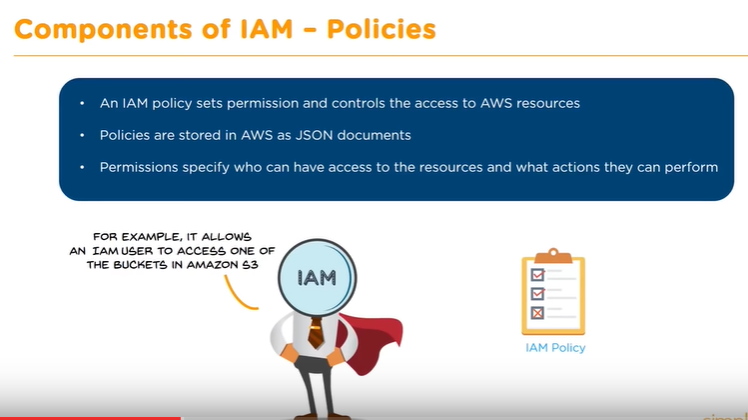 Components of IAM – Policies
• An IAM policy sets permission and controls the access to AWS resources
• Policies are stored in AWS as JSON documents
• Permissions specify who can have access to the resources and what actions they can perform
FOR EXAMPLE, IT ALLOWS
AN IAM USER TO ACCESS ONE OF
THE BUCKETS IN AMAZON S3
IAM
IAM Policy